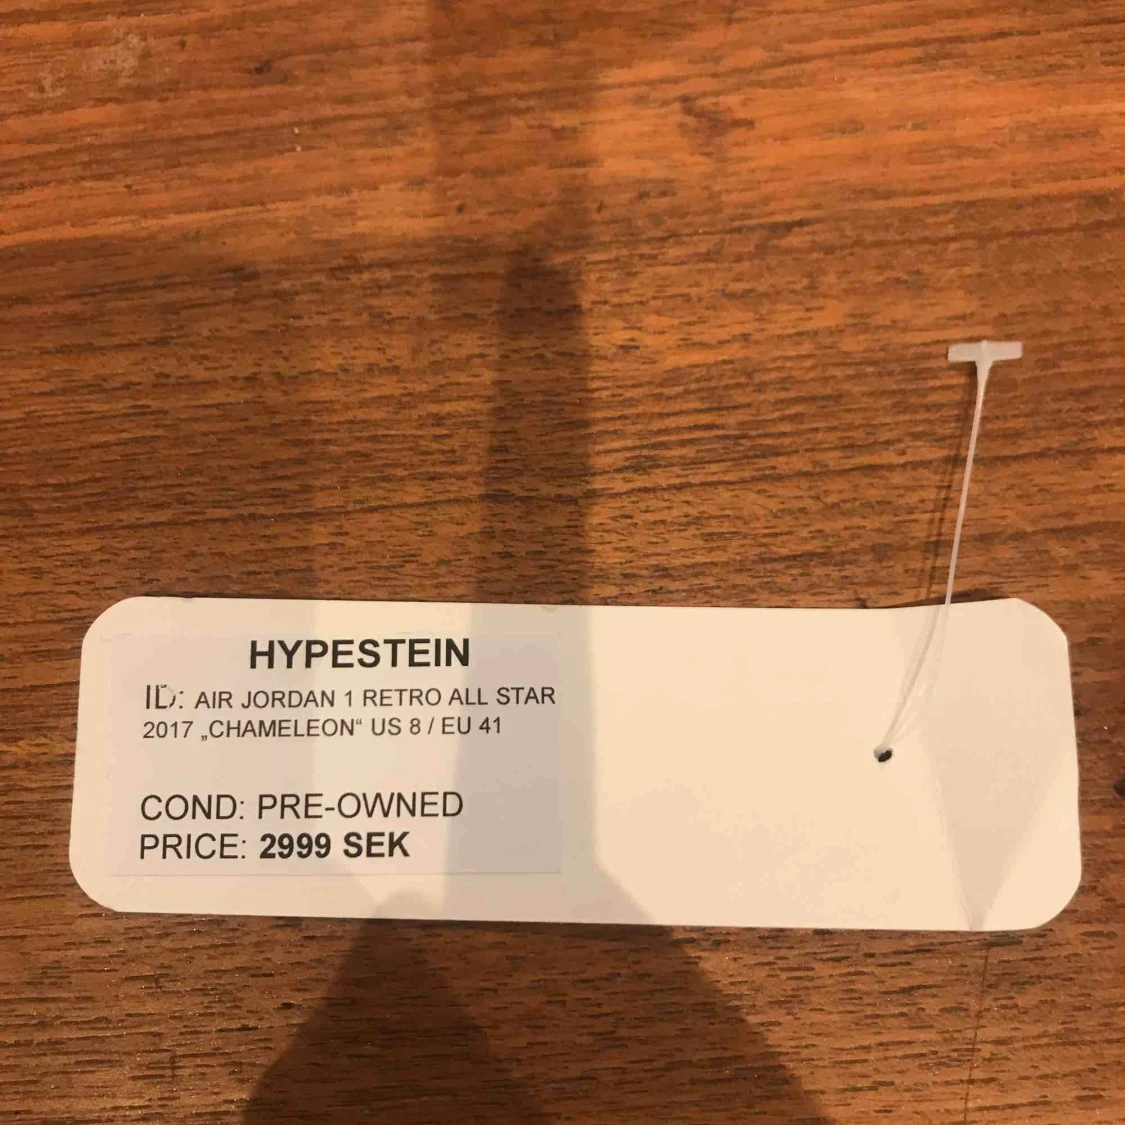 HYPESTEIN
ID: AIR JORDAN 1 RETRO ALL STAR
2017 „CHAMELEON“ US 8 / EU 41
COND: PRE-OWNED
PRICE: 2999 SEK